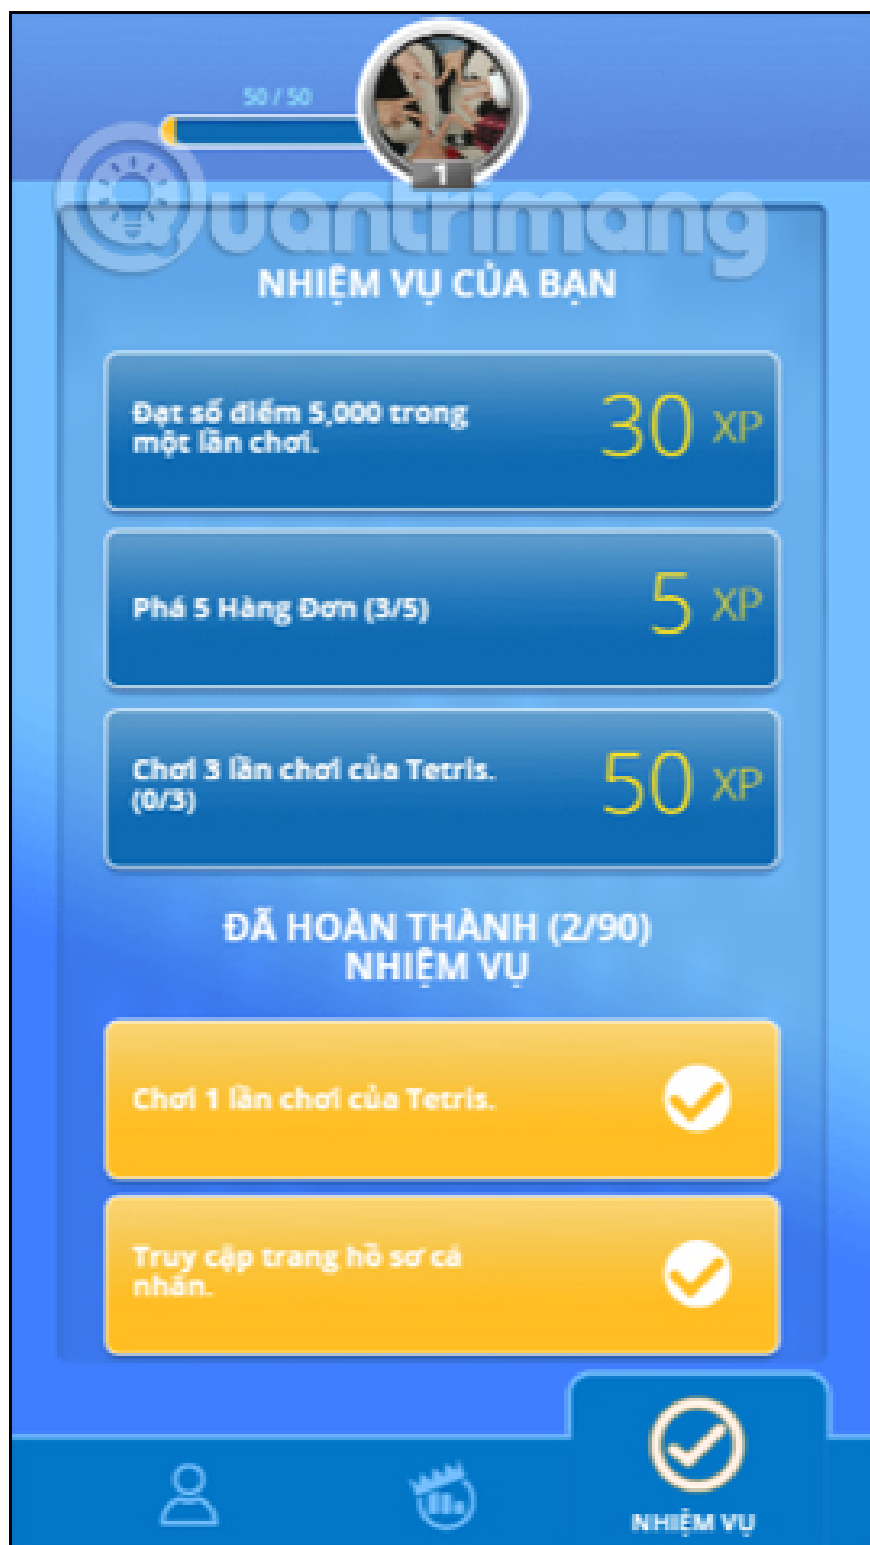 50 / 50
1
Quantrimang
NHIỆM VỤ CỦA BẠN
Đạt số điểm 5,000 trong
một lần chơi.
30 XP
Phá 5 Hàng Đơn (3/5)
5 XP
Chơi 3 lần chơi của Tetris.
(0/3)
50 XP
ĐÃ HOÀN THÀNH (2/90)
NHIỆM VỤ
Chơi 1 lần chơi của Tetris.
Truy cập trang hồ sơ cá
nhân.
NHIỆM VỤ